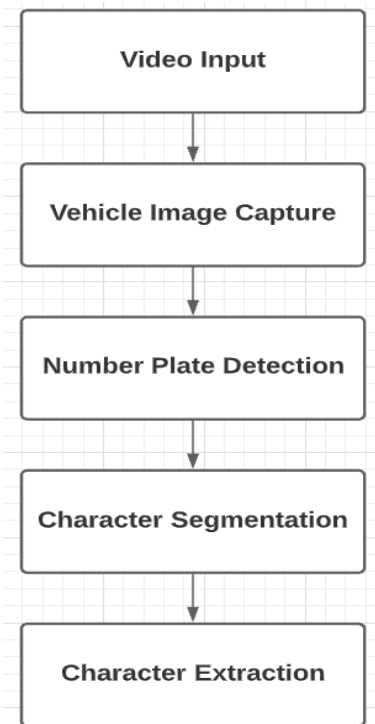 Video Input
Vehicle Image Capture
Number Plate Detection
Character Segmentation
Character Extraction